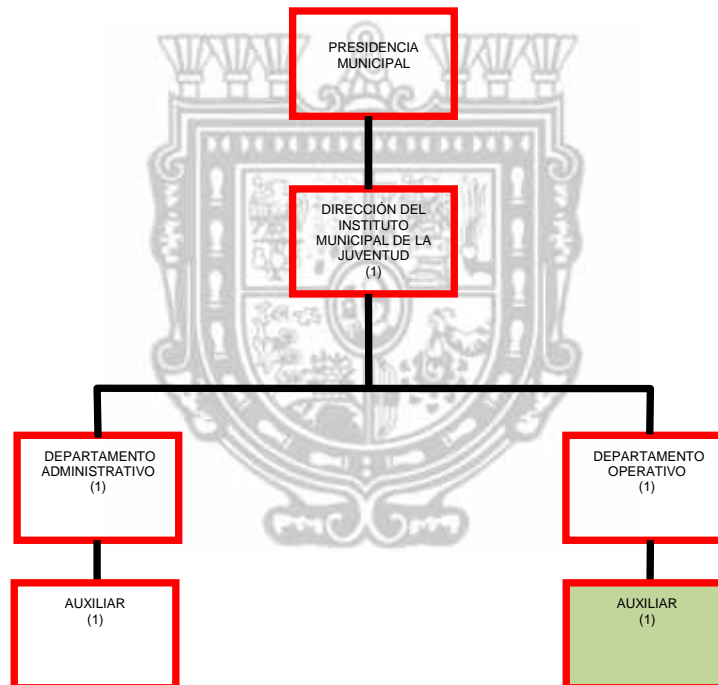 PRESIDENCIA
MUNICIPAL
DIRECCIÓN DEL
INSTITUTO
MUNICIPAL DE LA
JUVENTUD
(1)
DEPARTAMENTO
ADMINISTRATIVO
(1)
DEPARTAMENTO
OPERATIVO
(1)
AUXILIAR
(1)
AUXILIAR
(1)